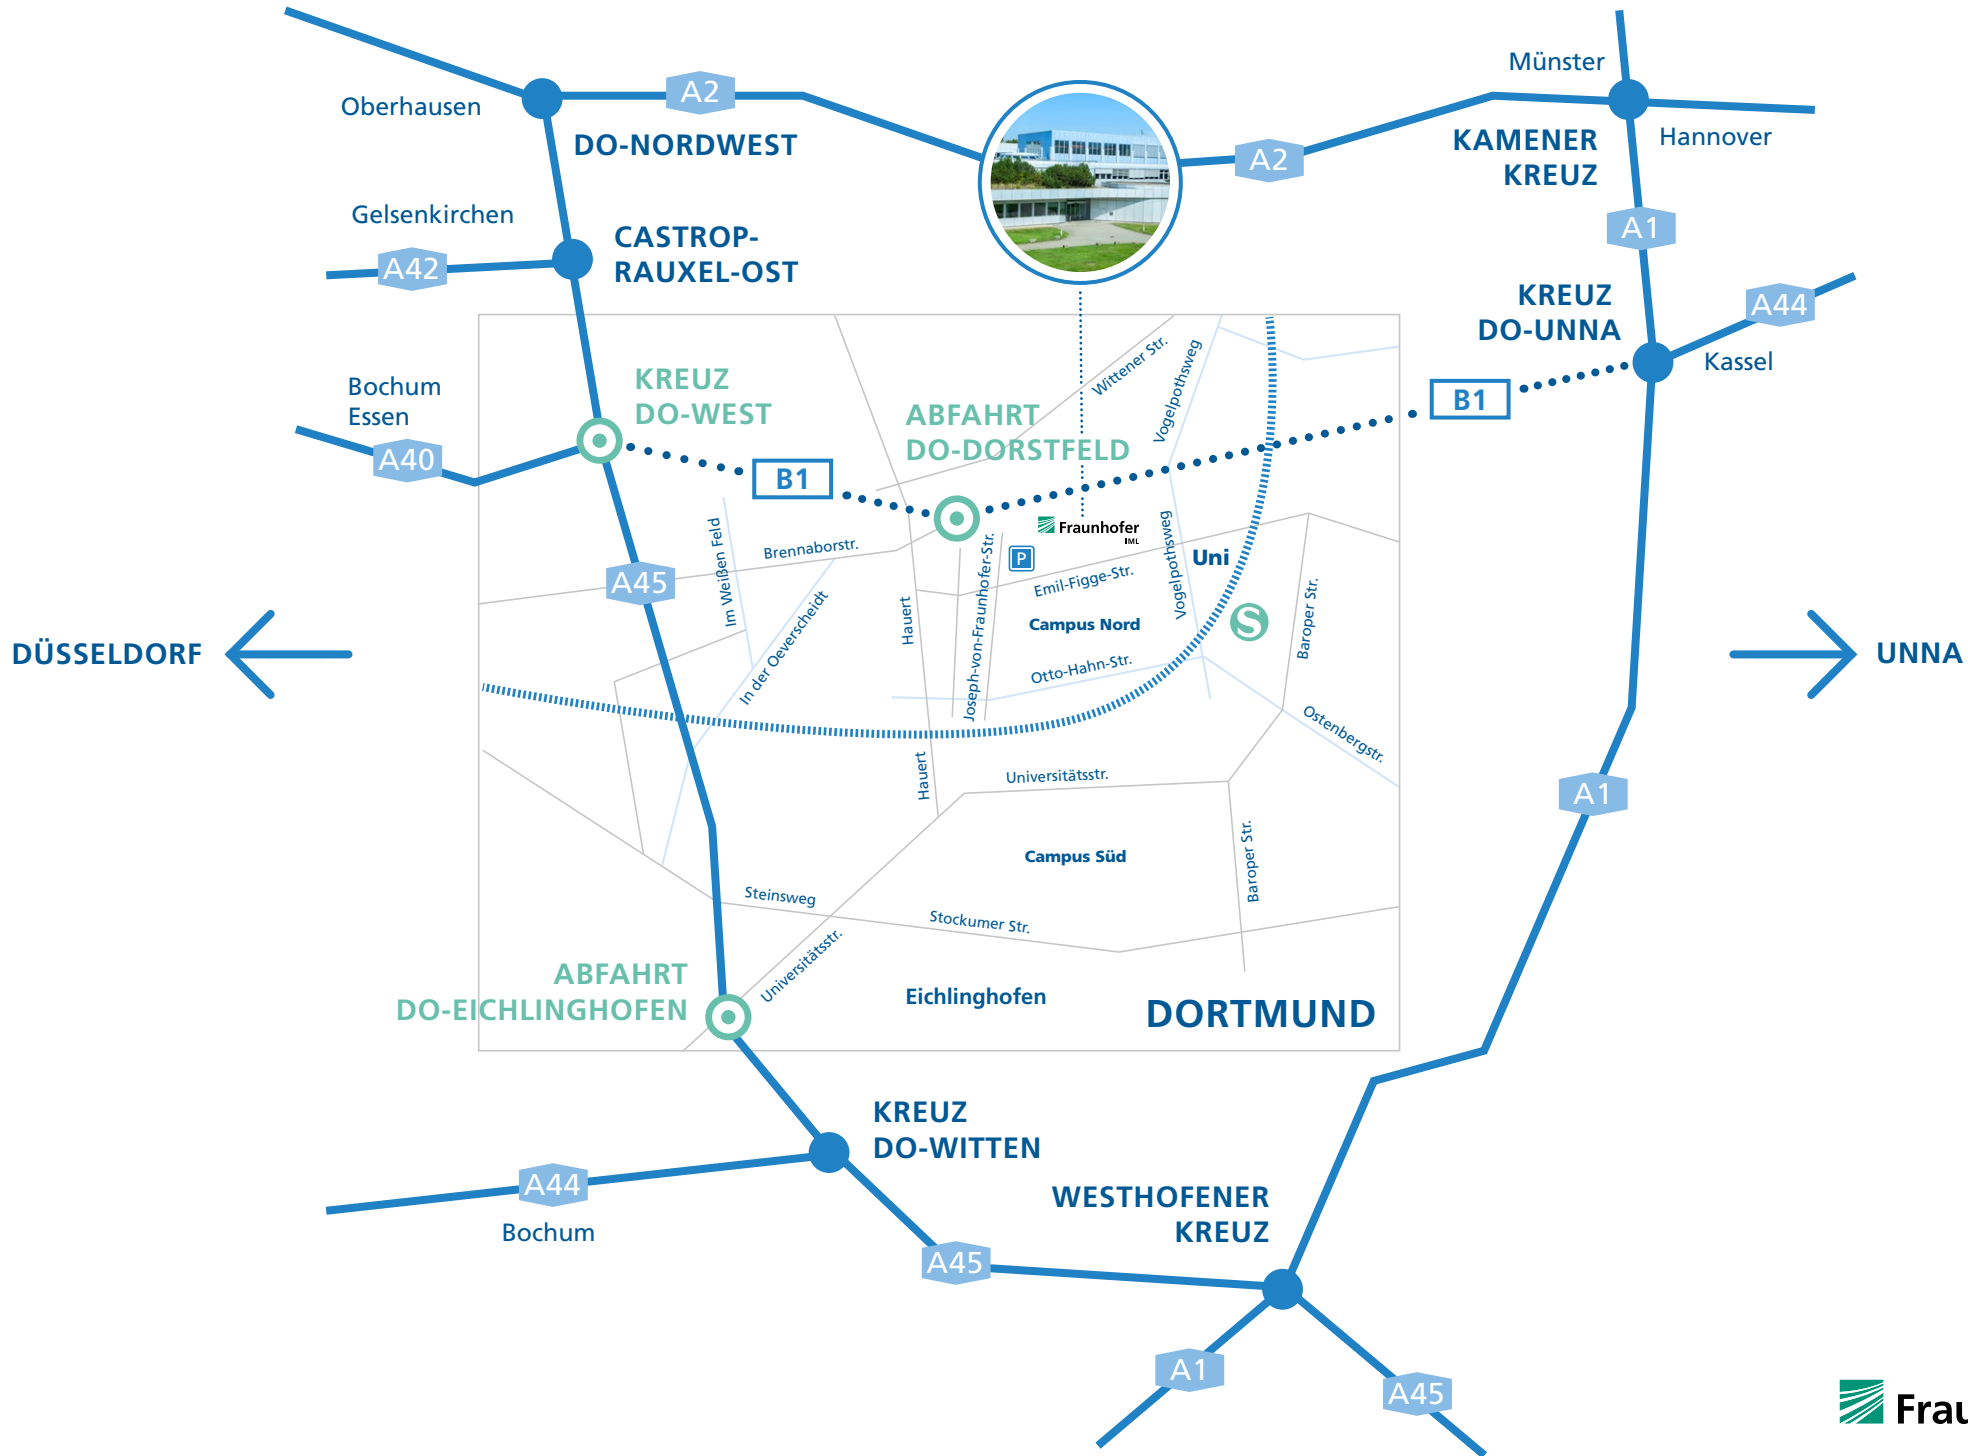 Münster
Oberhausen
A2
DO-NORDWEST
A2
KAMENER
KREUZ
Hannover
Gelsenkirchen
A42
CASTROP-
RAUXEL-OST
A1
KREUZ
DO-UNNA
A44
Kassel
Bochum
Essen
A40
KREUZ
DO-WEST
B1
ABFAHRT
DO-DORSTFELD
Wittener Str.
Vogelpothsweg
B1
Fraunhofer
IML
P
Brennaborstr.
Im Weißen Feld
In der Oeverscheidt
A45
Hauert
Joseph-von-Fraunhofer-Str.
Emil-Figge-Str.
Vogelpothsweg
Uni
Campus Nord
S
Baroper Str.
Otto-Hahn-Str.
DÜSSELDORF
UNNA
Ostenbergstr.
Hauert
Universitätsstr.
A1
Campus Süd
Baroper Str.
Steinsweg
Stockumer Str.
Universitätsstr.
ABFAHRT
DO-EICHLINGHOFEN
Eichlinghofen
DORTMUND
KREUZ
DO-WITTEN
A44
Bochum
WESTHOFENER
KREUZ
A45
A1
A45
Frau